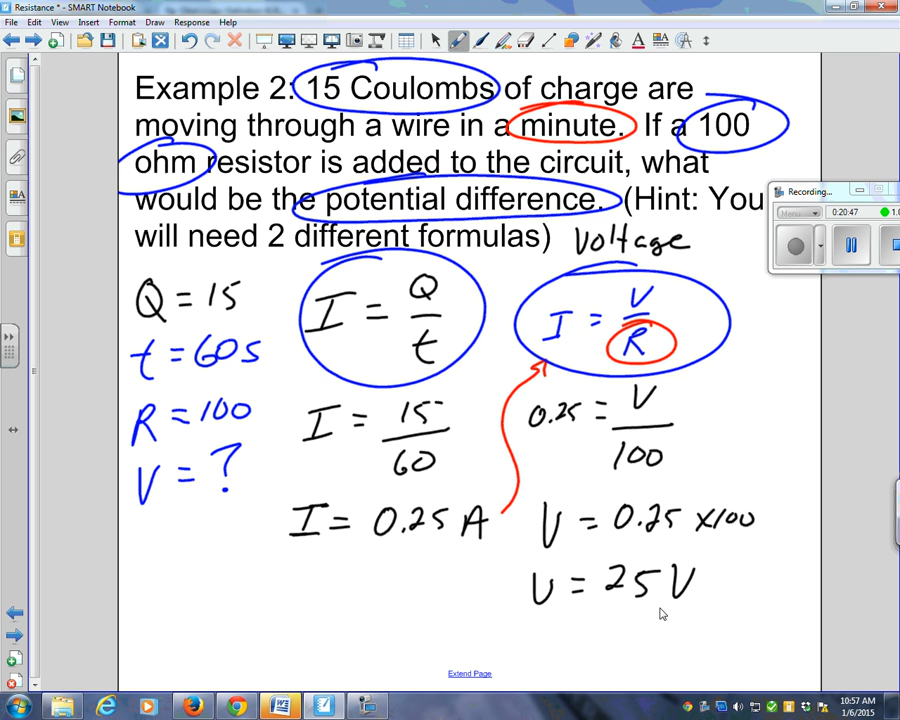 Resistance * - SMART Notebook
File Edit View Insert Format Draw Response Help
Example 2: 15 Coulombs of charge are
moving through a wire in a minute. If a 100
ohm resistor is added to the circuit, what
would be the potential difference. (Hint: You
will need 2 different formulas) Voltage
Recording...
Menu
0:20:47
Q = 15
t = 60s
R = 100
V = ?
I = Q / t
I = 15 / 60
I = 0.25 A
I = V / R
0.25 = V / 100
V = 0.25 x100
V = 25 V
Extend Page
10:57 AM
1/6/2015